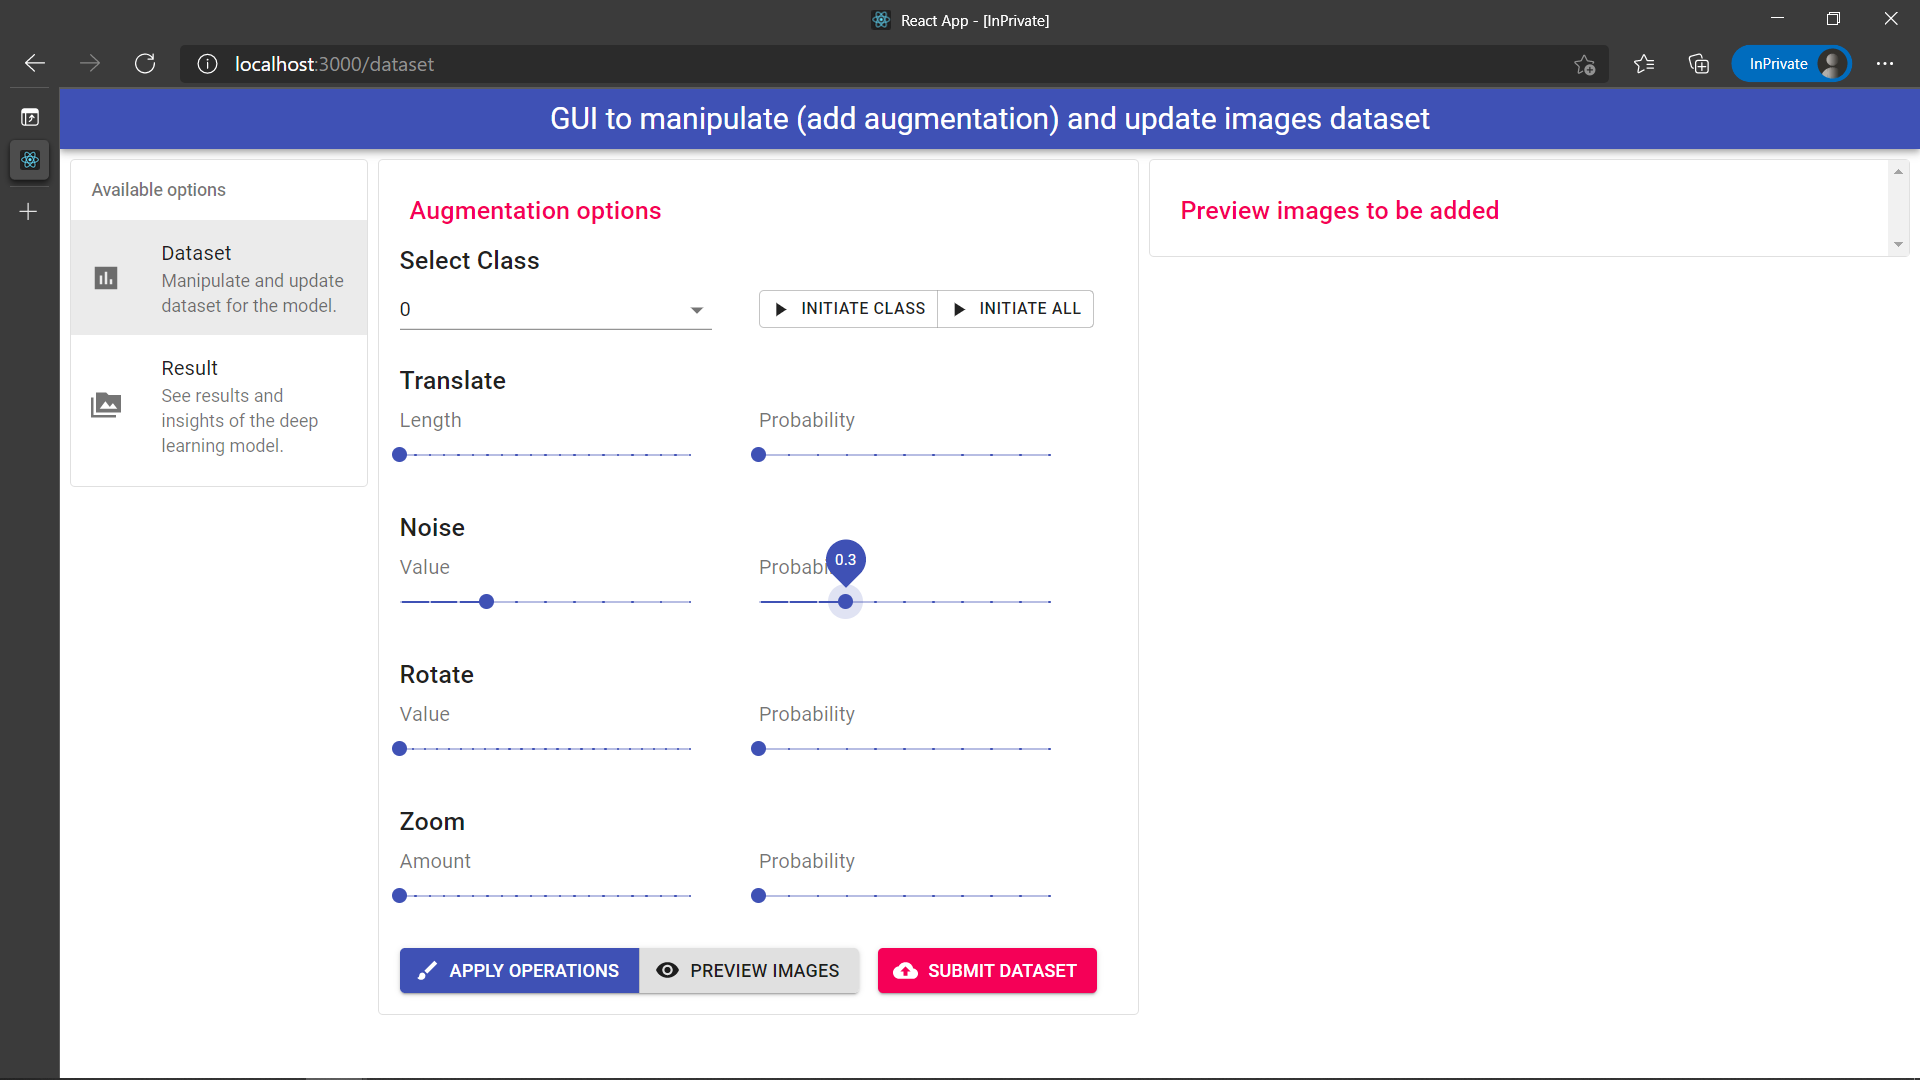 React App - [InPrivate]
localhost:3000/dataset
InPrivate
GUI to manipulate (add augmentation) and update images dataset
Available options
Dataset
Manipulate and update
dataset for the model.
Result
See results and
insights of the deep
learning model.
Augmentation options
Select Class
0
INITIATE CLASS
INITIATE ALL
Translate
Length
Probability
Noise
Value
Probabi
0.3
Rotate
Value
Probability
Zoom
Amount
Probability
APPLY OPERATIONS
PREVIEW IMAGES
SUBMIT DATASET
Preview images to be added